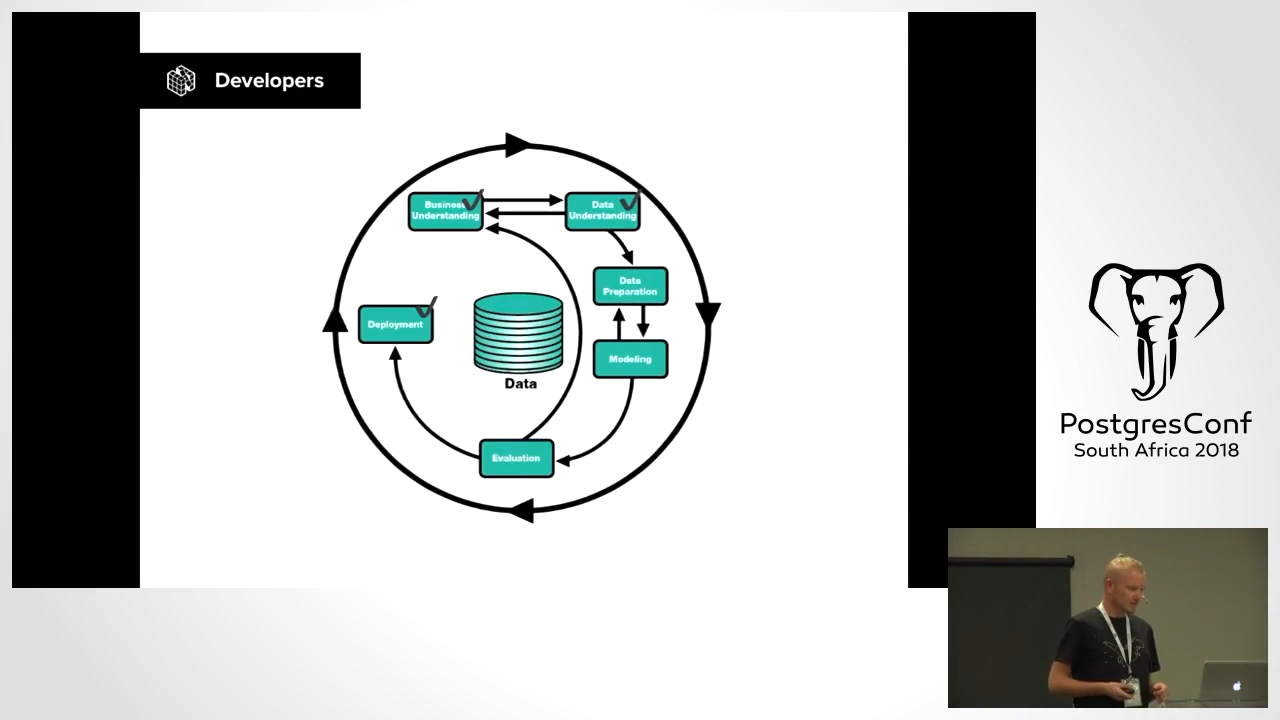 Developers
Business
Understanding
Data
Understanding
Data
Preparation
Deployment
Modeling
Data
Evaluation
PostgresConf
South Africa 2018